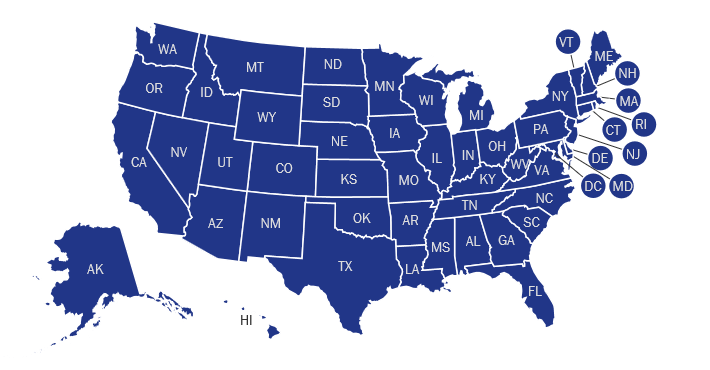 VT
ME
WA
MT
ND
NH
OR
ID
MN
NY
MA
SD
WI
MI
RI
WY
CT
PA
IA
NE
OH
NJ
NV
IL
IN
DE
CA
UT
CO
WV
VA
KS
MO
KY
DC
MD
NC
TN
AZ
NM
OK
AR
SC
AL
GA
MS
TX
LA
AK
FL
HI